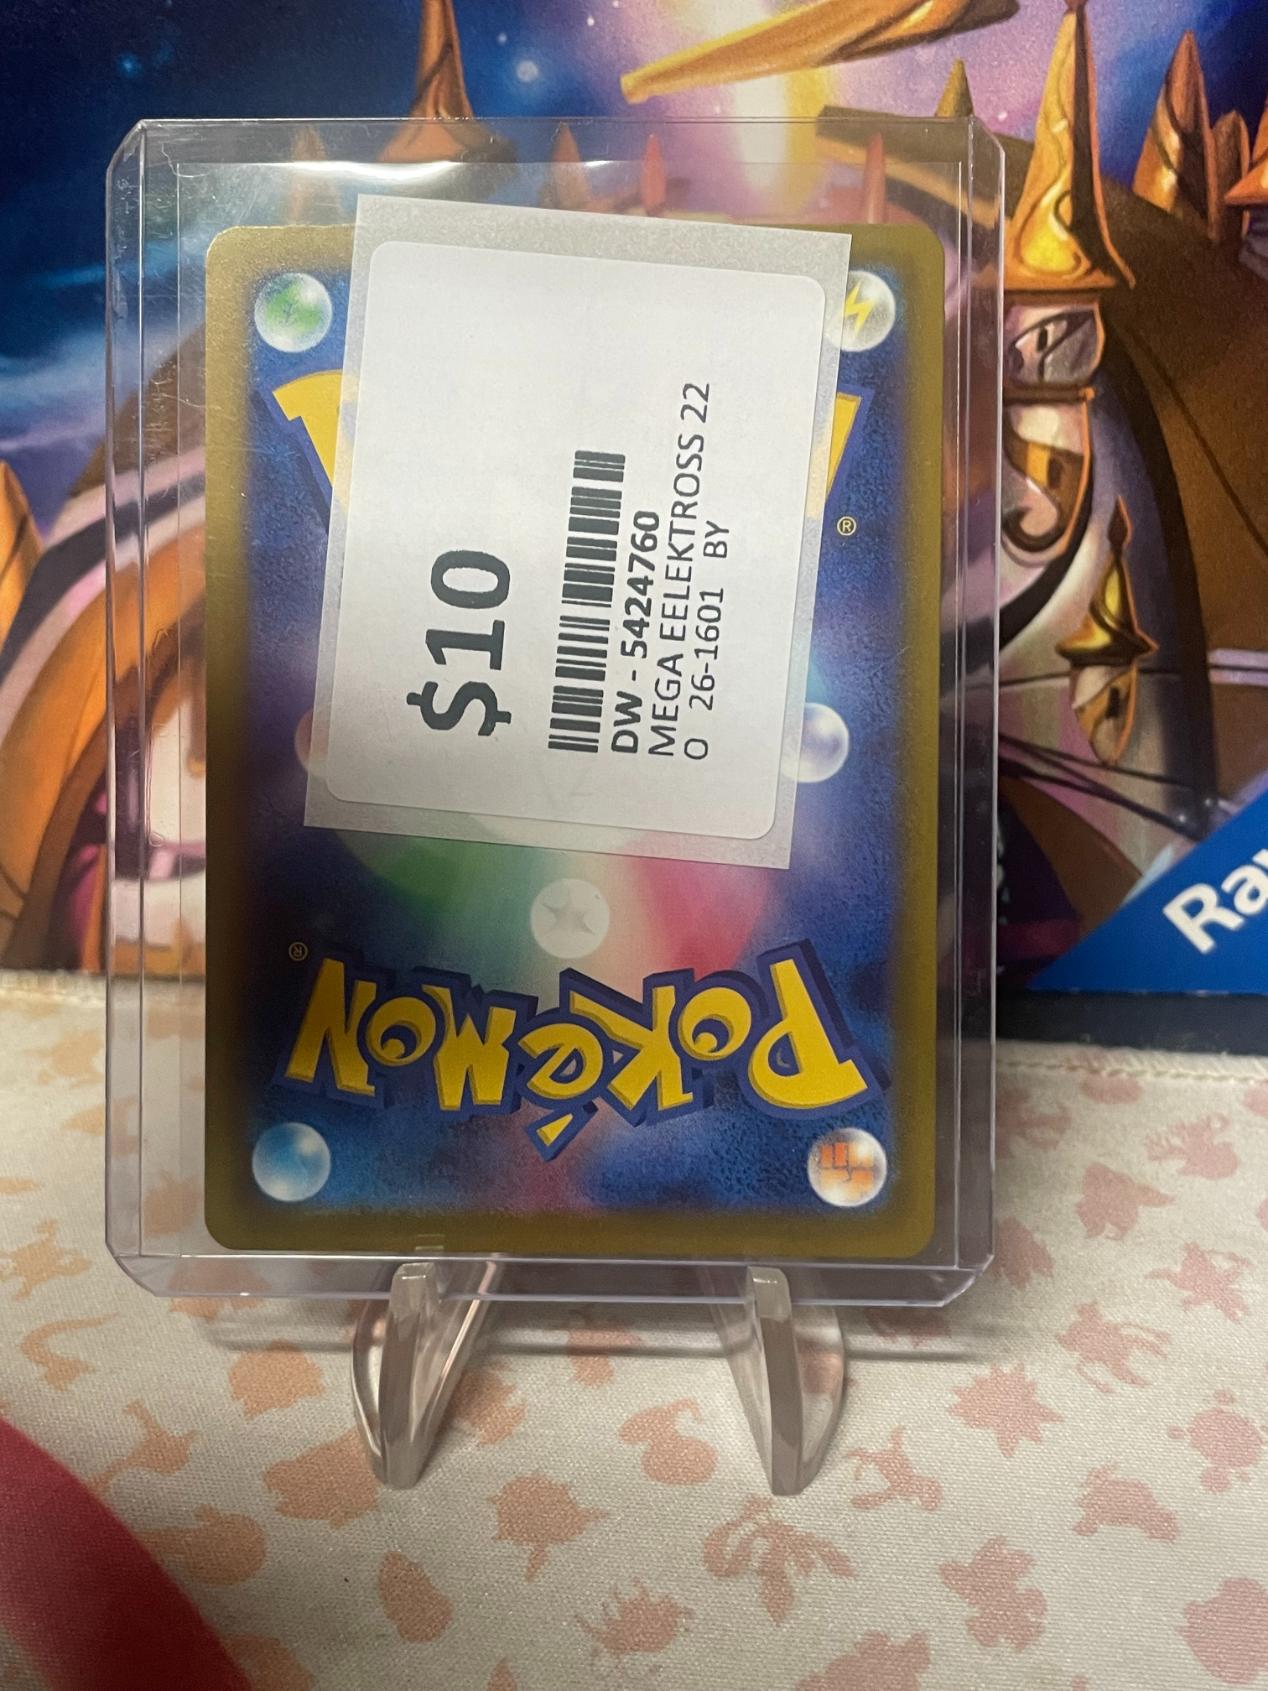 $10
DW - 5424760
MEGA EELEKTROSS 22
O 26-1601 BY
®
®
POKéMON
Ra